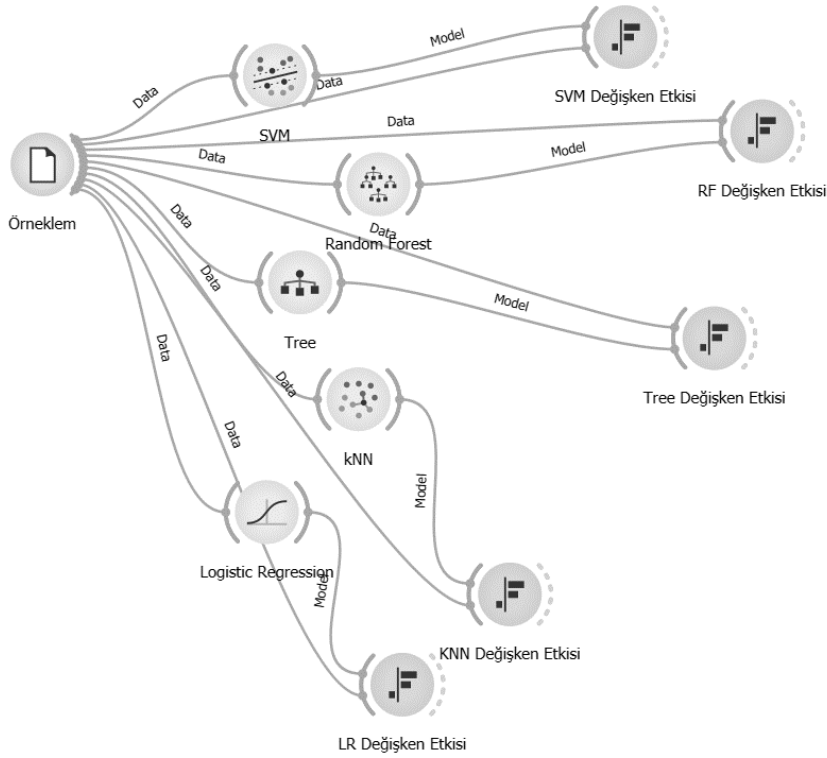 Model
Data
Data
SVM Değişken Etkisi
SVM
Data
Data
Model
RF Değişken Etkisi
Örneklem
Random Forest
Data
Data
Data
Model
Tree
Tree Değişken Etkisi
Data
Data
kNN
Data
Model
Logistic Regression
Model
KNN Değişken Etkisi
LR Değişken Etkisi